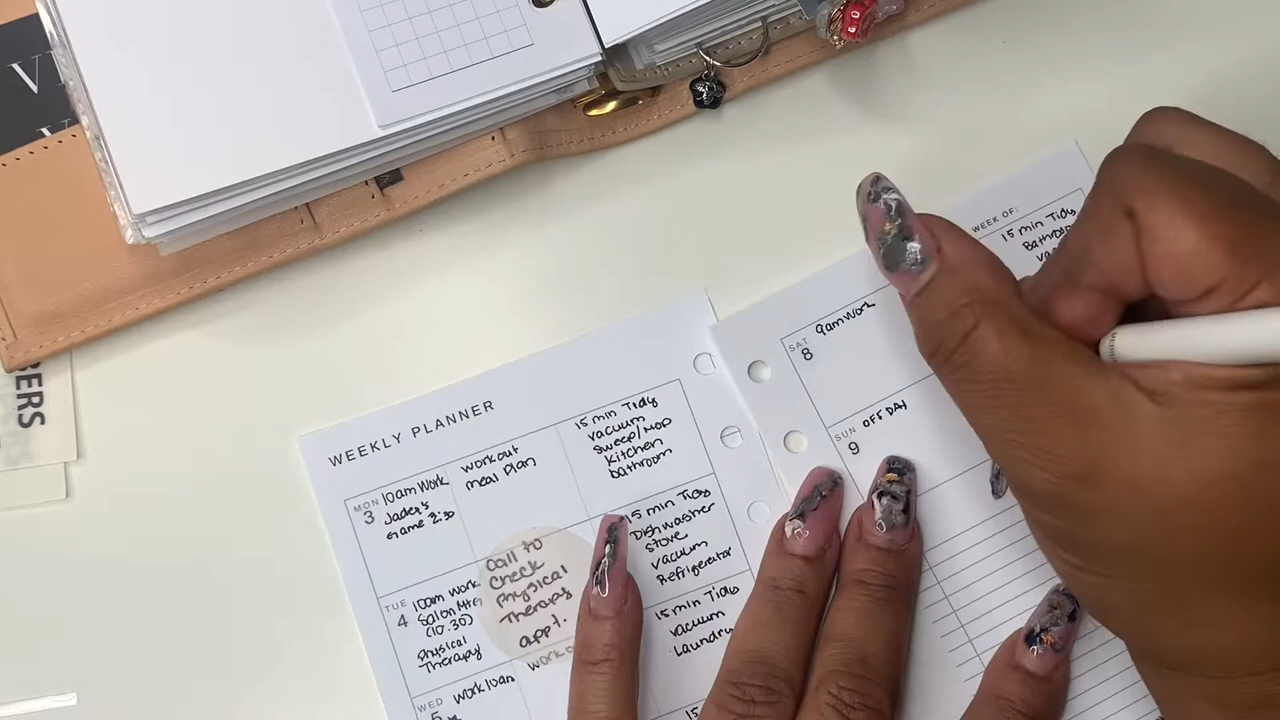 BERS
WEEKLY PLANNER
MON
3
10am Work
Jaden's
Game 2:30
workout
meal Plan
15 min Tidy
vacuum
sweep/Mop
Kitchen
bathroom
TUE
4
10am Work
Salon Mtg
(10.30)
Physical
Therapy
Call to
Check
Physical
Therapy
appt.
15 min Tidy
Dishwasher
stove
vacuum
Refrigerator
WED
5
work 10am
15 min Tidy
vacuum
Laundry
SAT
8
9am work
SUN
9
OFF DAY
WEEK OF:
15 min Tidy
Bathroom